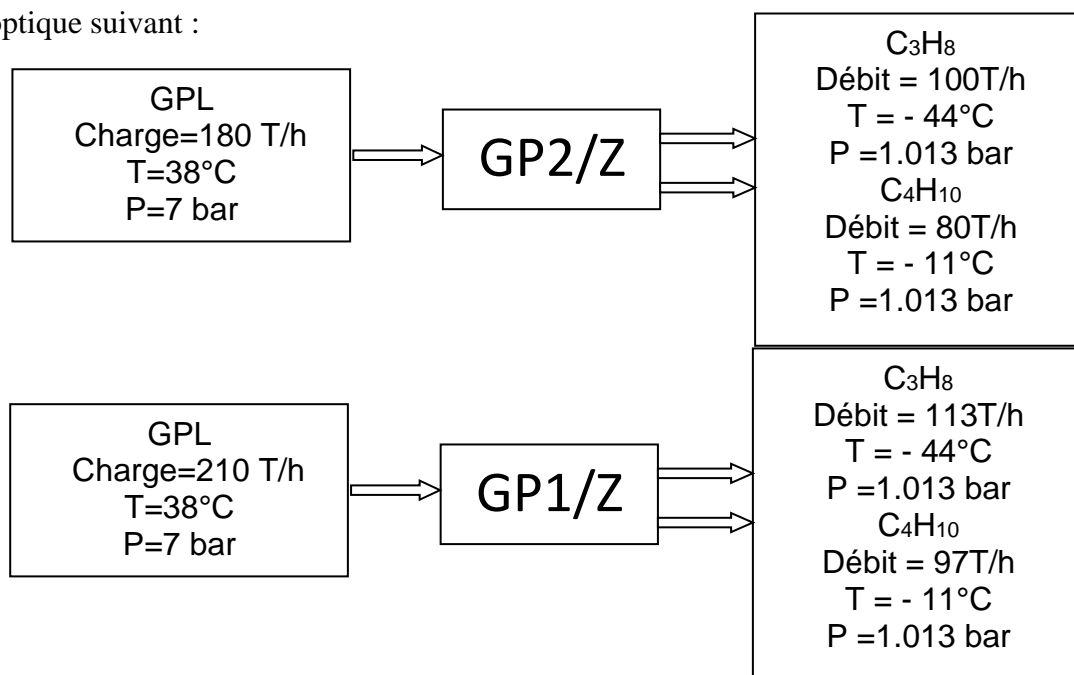 optique suivant :
GPL
Charge=180 T/h
T=38°C
P=7 bar
GP2/Z
C3H8
Débit = 100T/h
T = - 44°C
P =1.013 bar
C4H10
Débit = 80T/h
T = - 11°C
P =1.013 bar
GPL
Charge=210 T/h
T=38°C
P=7 bar
GP1/Z
C3H8
Débit = 113T/h
T = - 44°C
P =1.013 bar
C4H10
Débit = 97T/h
T = - 11°C
P =1.013 bar